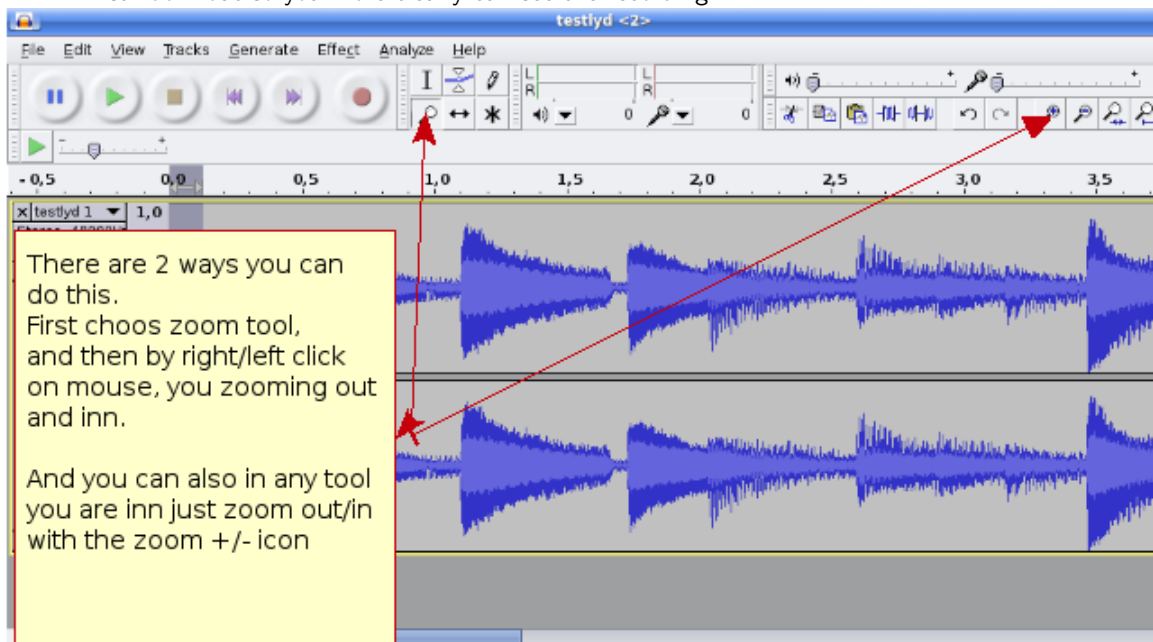 testlyd <2>
File Edit View Tracks Generate Effect Analyze Help
L
R
L
R
0
0
- 0,5 0,0 0,5 1,0 1,5 2,0 2,5 3,0 3,5
x testlyd 1 1,0
There are 2 ways you can
do this.
First choos zoom tool,
and then by right/left click
on mouse, you zooming out
and inn.
And you can also in any tool
you are inn just zoom out/in
with the zoom +/- icon